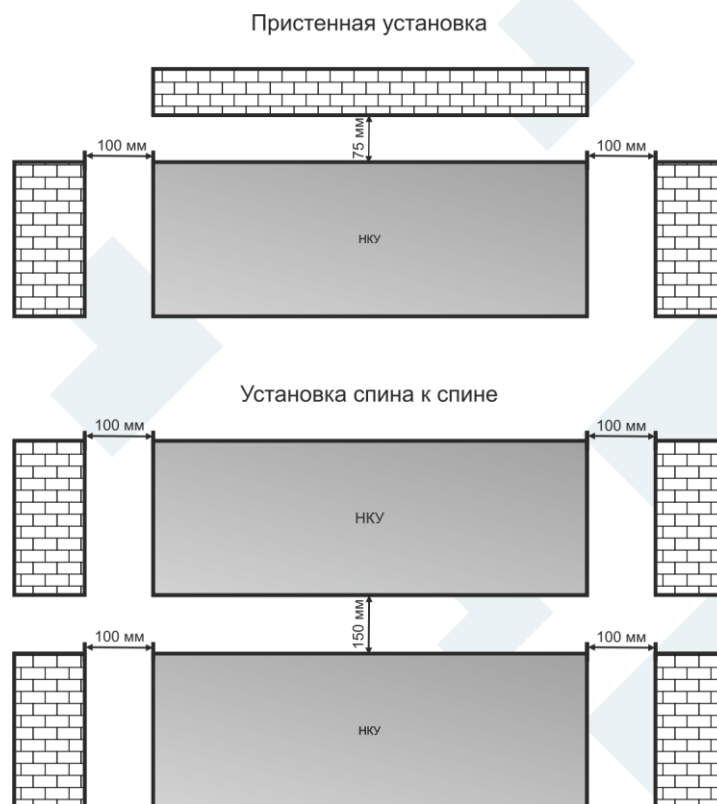 Пристенная установка
75 мм
100 мм
100 мм
НКУ
Установка спина к спине
100 мм
100 мм
НКУ
150 мм
100 мм
100 мм
НКУ